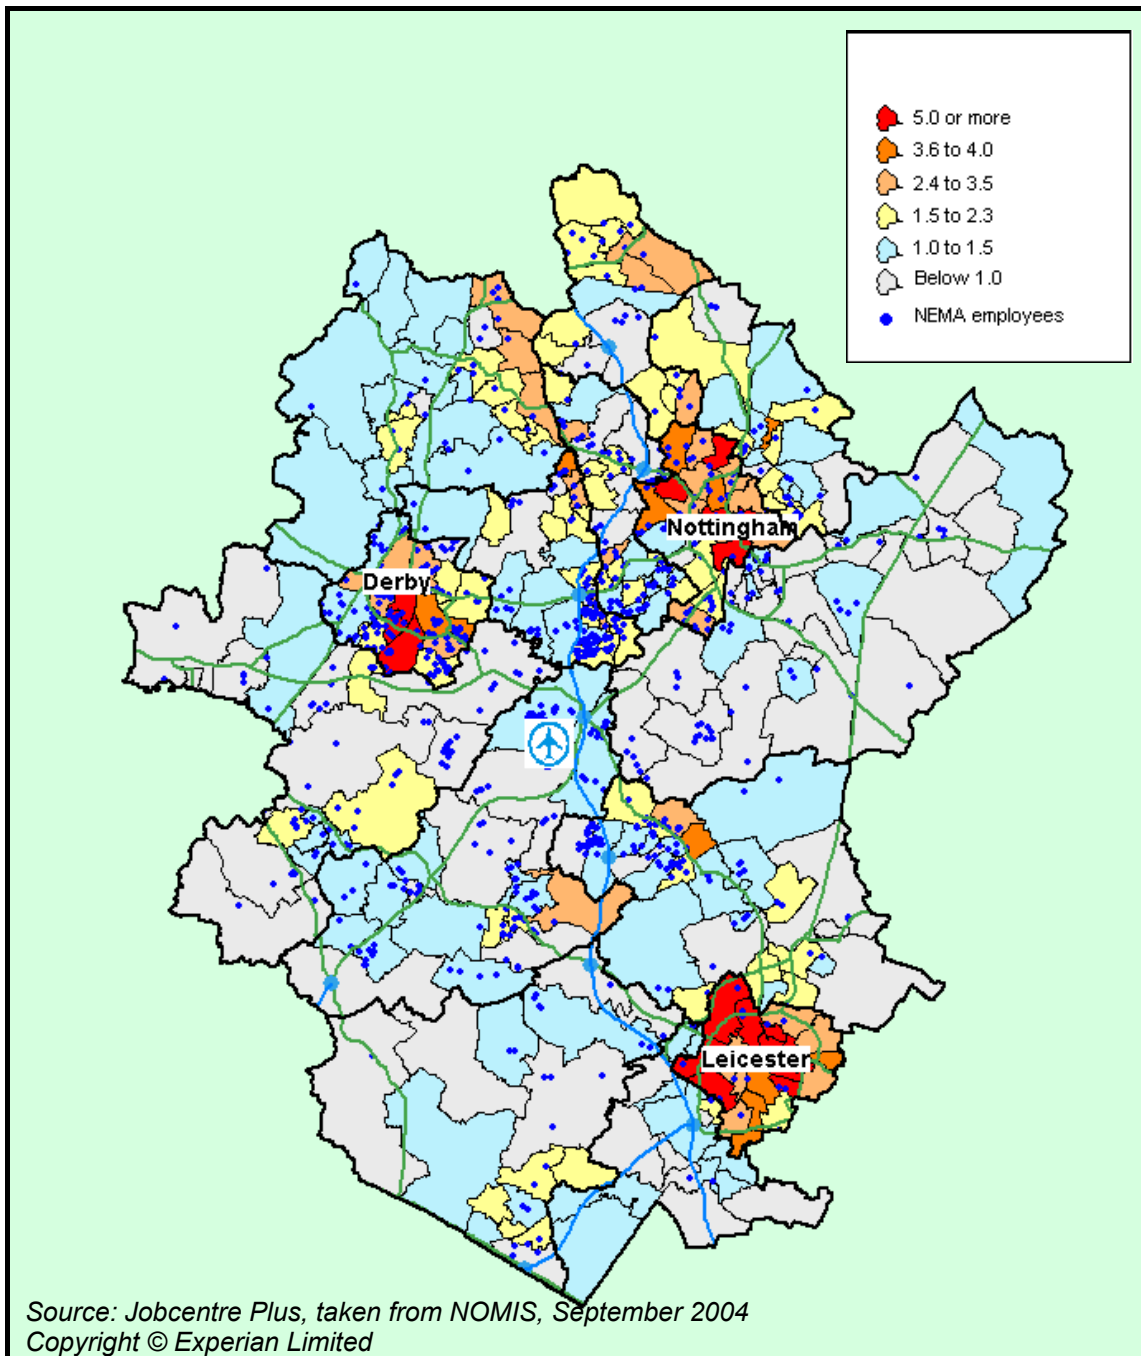 5.0 or more
3.6 to 4.0
2.4 to 3.5
1.5 to 2.3
1.0 to 1.5
Below 1.0
NEMA employees
Nottingham
Derby
Leicester
Source: Jobcentre Plus, taken from NOMIS, September 2004
Copyright © Experian Limited